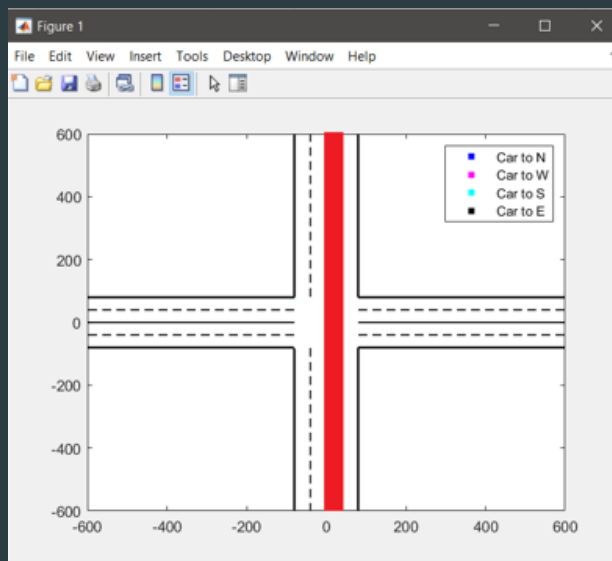 Figure 1
File Edit View Insert Tools Desktop Window Help
600
400
200
0
-200
-400
-600
-600 -400 -200 0 200 400 600
Car to N
Car to W
Car to S
Car to E